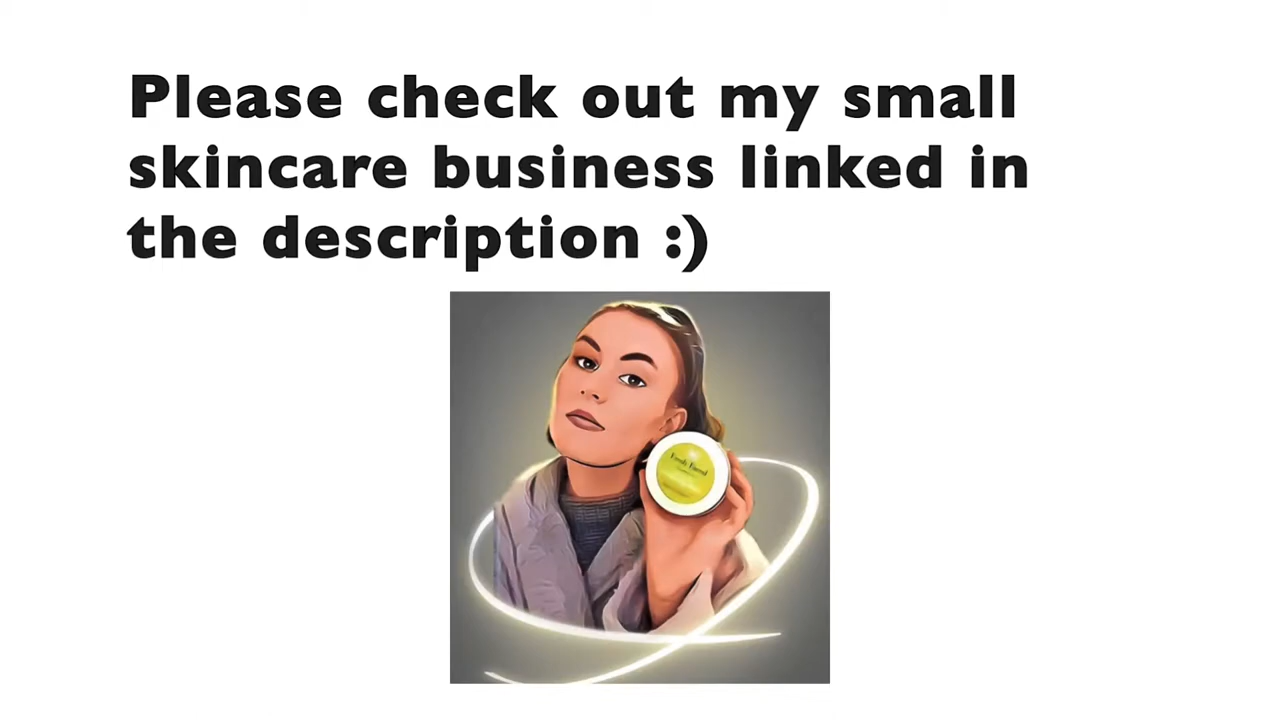 Please check out my small
skincare business linked in
the description :)